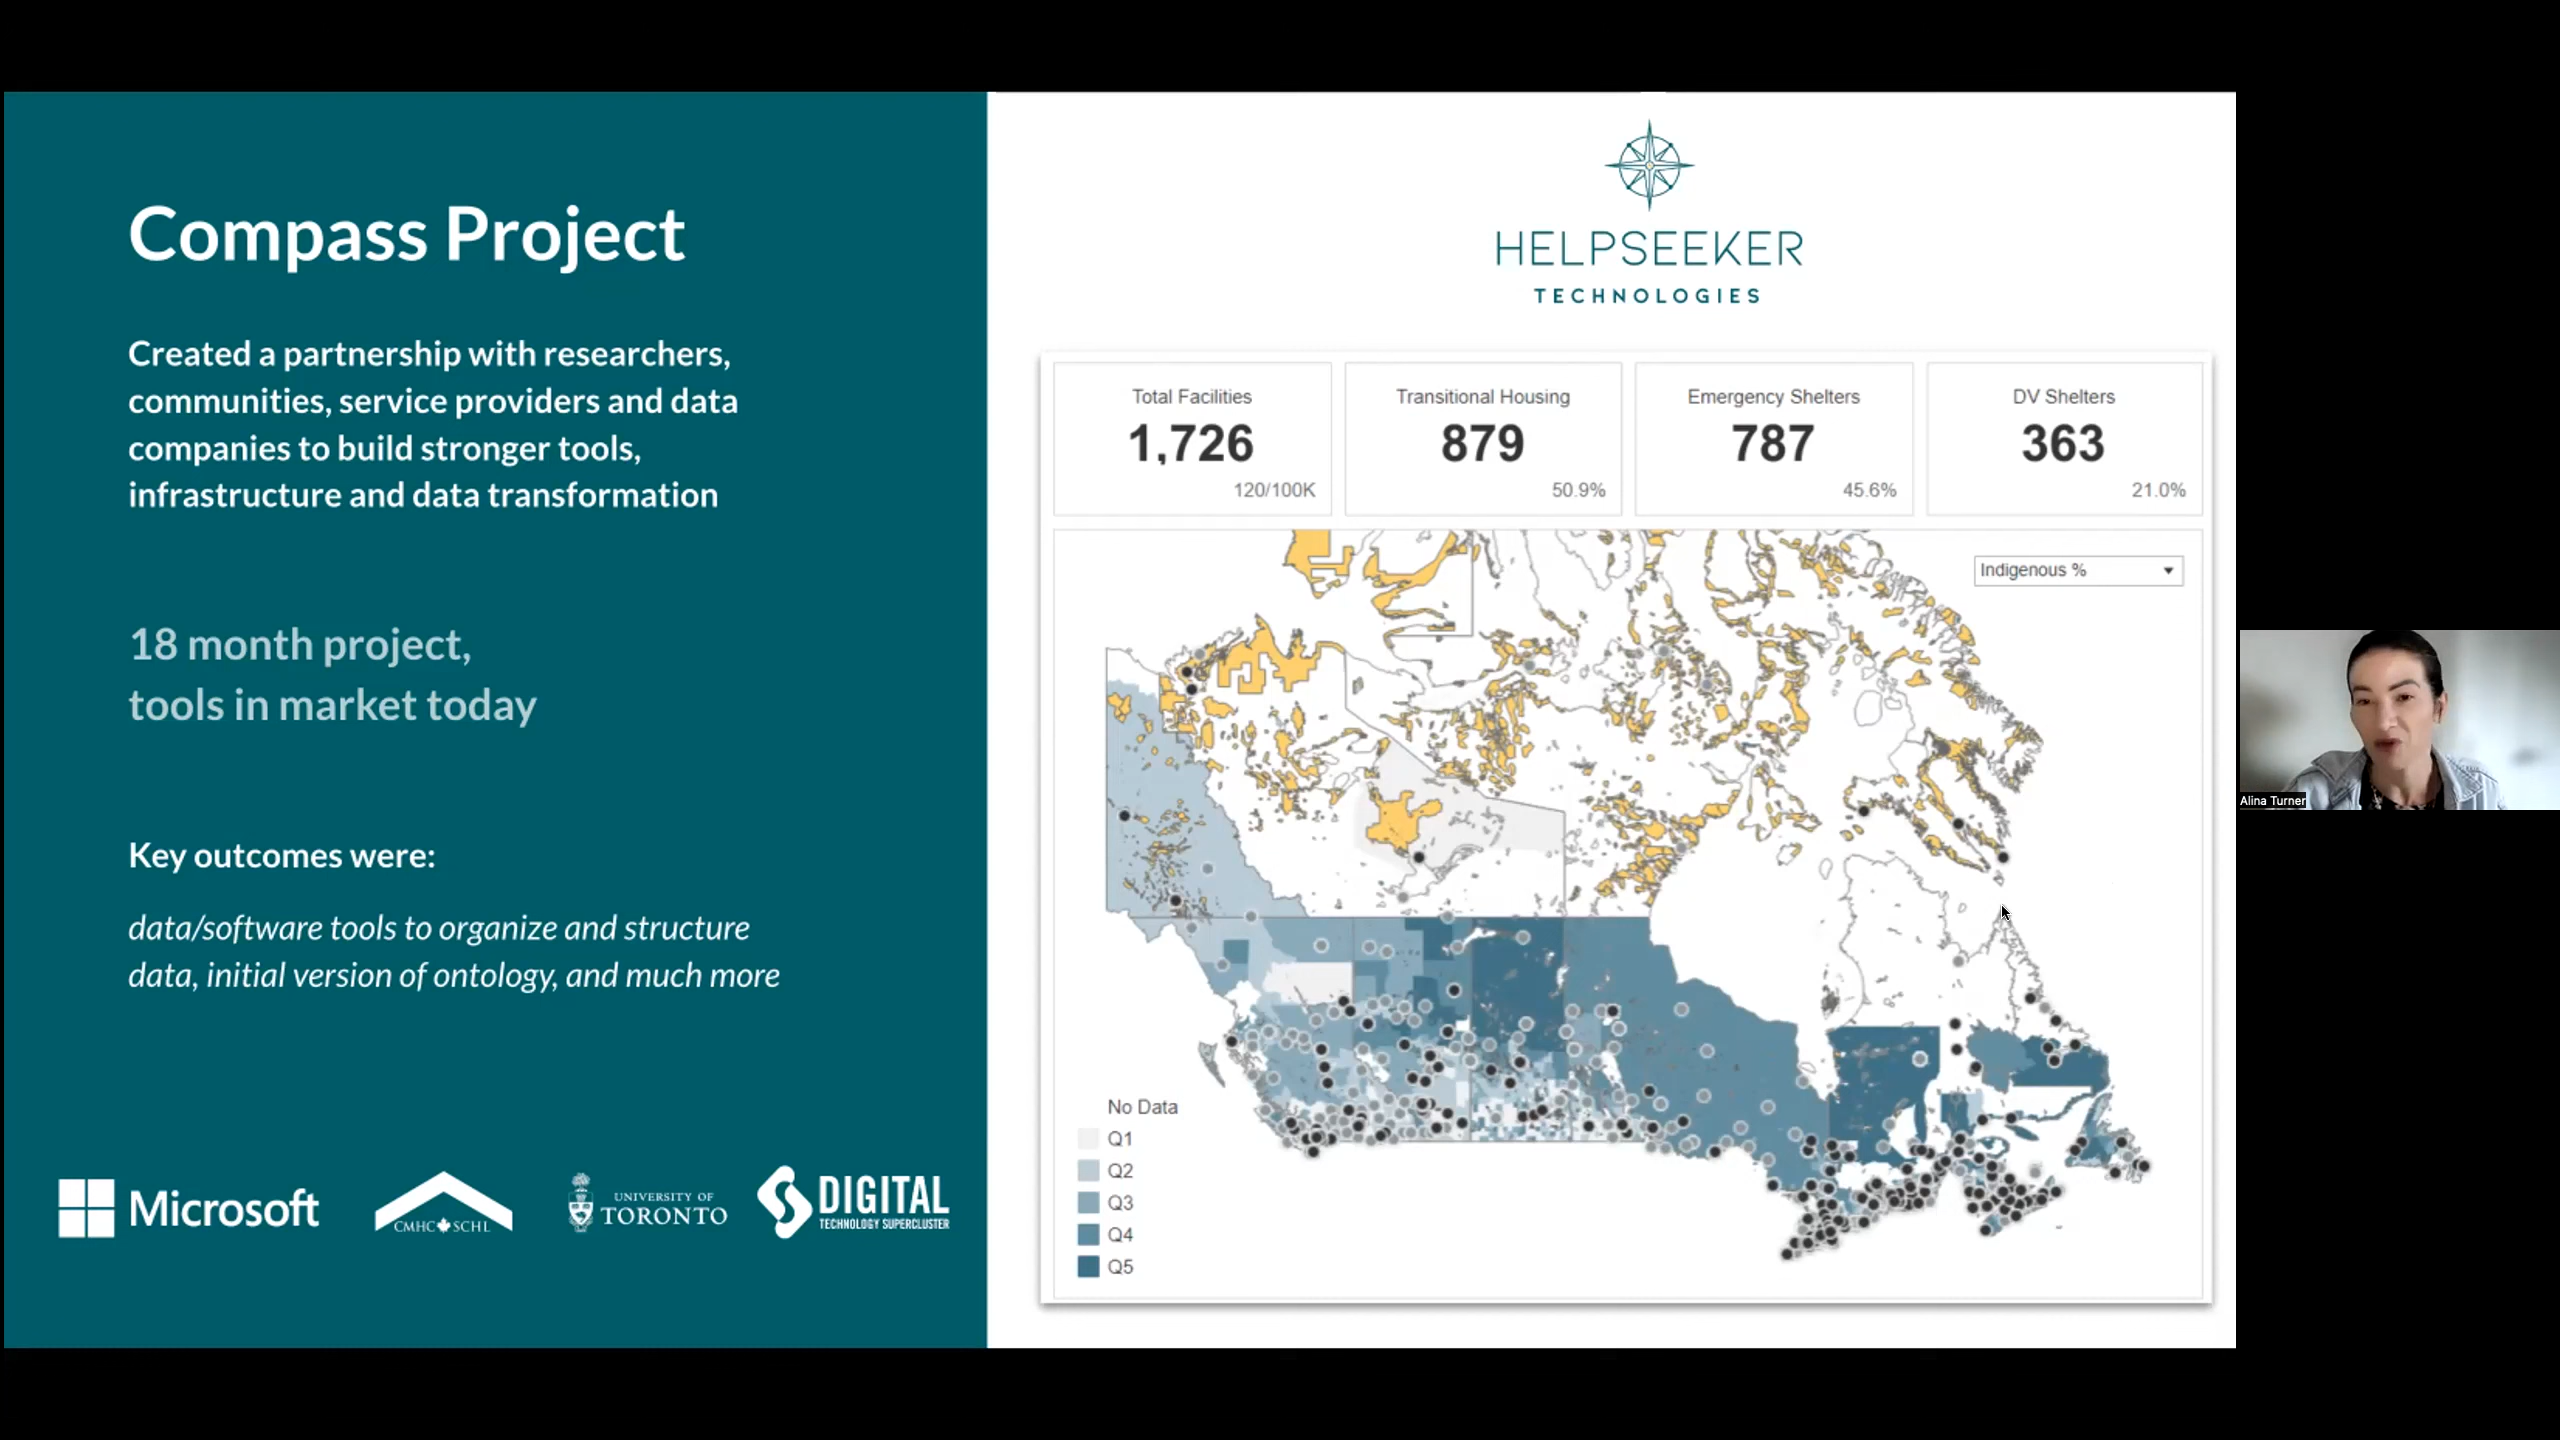 Compass Project
Created a partnership with researchers,
communities, service providers and data
companies to build stronger tools,
infrastructure and data transformation
18 month project,
tools in market today
Key outcomes were:
data/software tools to organize and structure
data, initial version of ontology, and much more
Microsoft
CMHC SCHL
UNIVERSITY OF
TORONTO
DIGITAL
TECHNOLOGY SUPERCLUSTER
HELPSEEKER
TECHNOLOGIES
Total Facilities
1,726
120/100K
Transitional Housing
879
50.9%
Emergency Shelters
787
45.6%
DV Shelters
363
21.0%
Indigenous %
No Data
Q1
Q2
Q3
Q4
Q5
Alina Turner